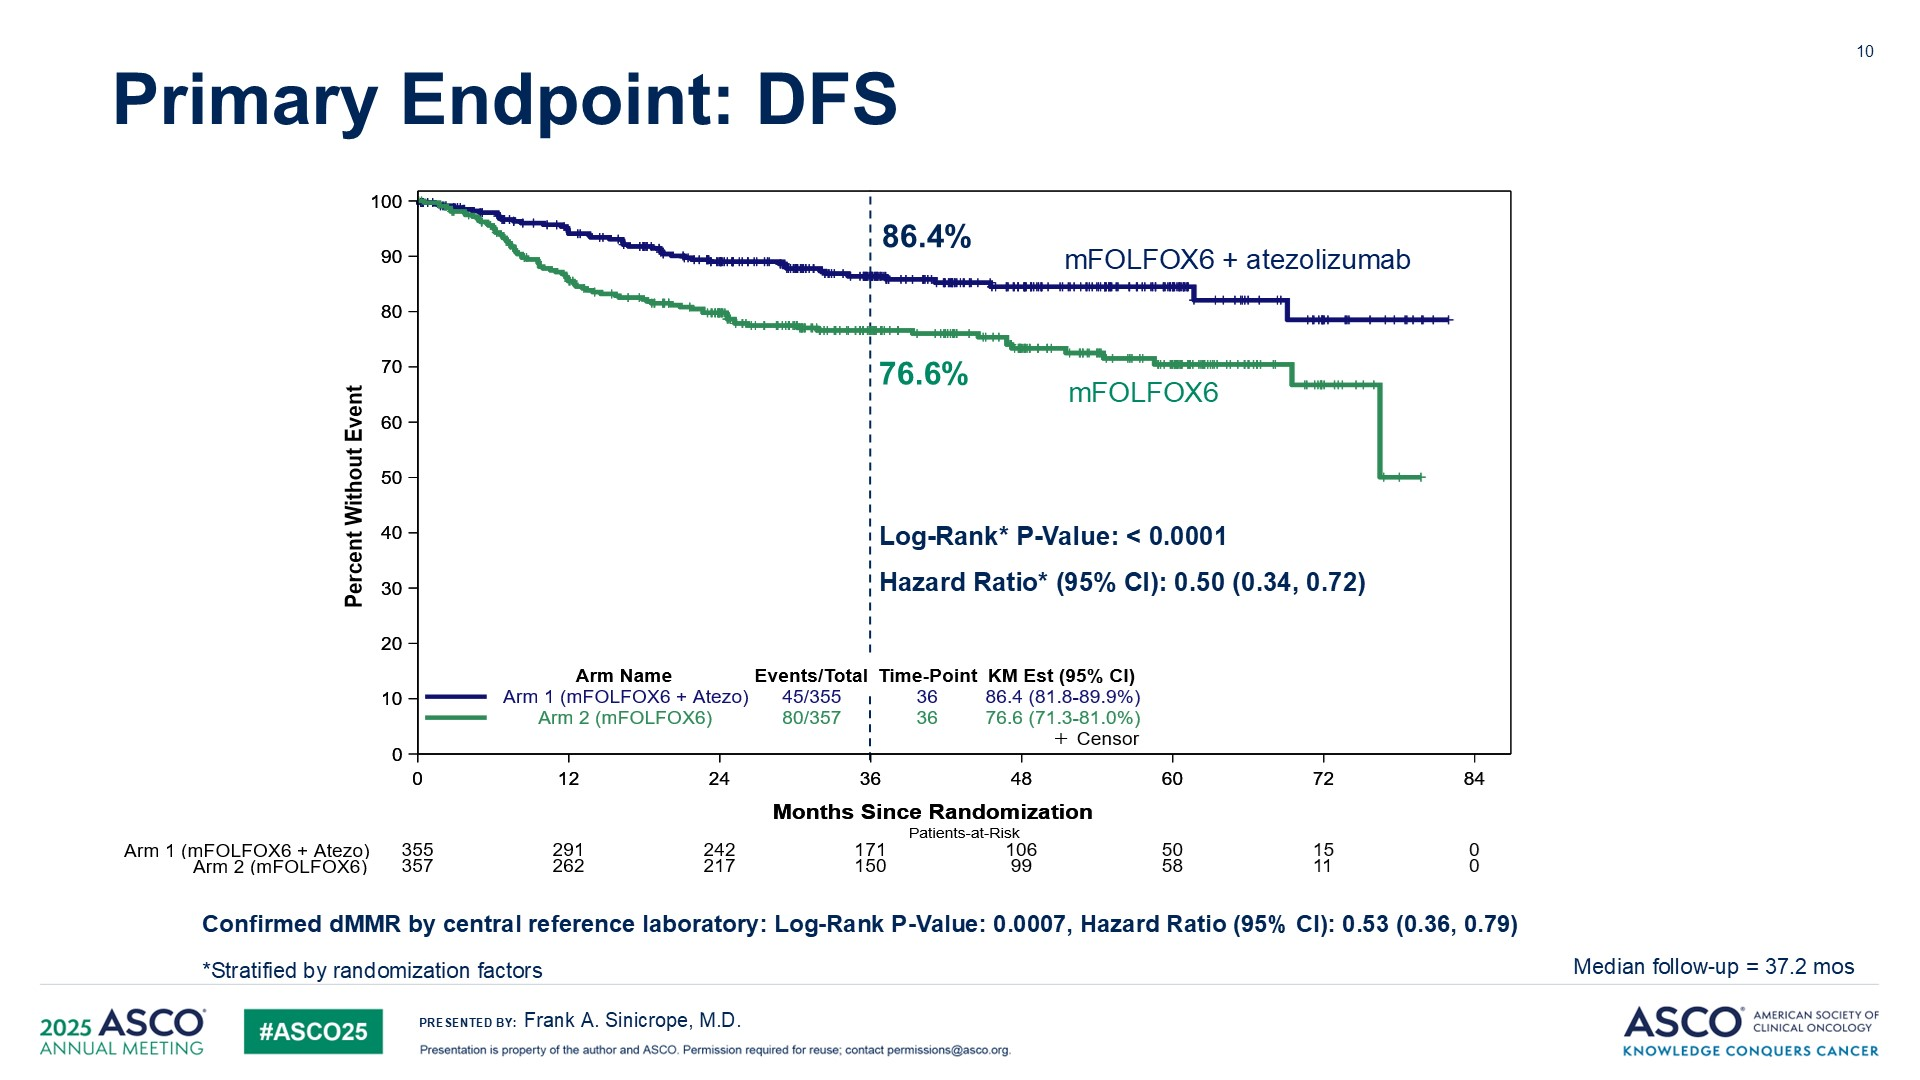 10
Primary Endpoint: DFS
100
90
80
70
60
50
40
30
20
10
0
Percent Without Event
86.4%
mFOLFOX6 + atezolizumab
76.6%
mFOLFOX6
Log-Rank* P-Value: < 0.0001
Hazard Ratio* (95% CI): 0.50 (0.34, 0.72)
Arm Name Events/Total Time-Point KM Est (95% CI)
Arm 1 (mFOLFOX6 + Atezo) 45/355 36 86.4 (81.8-89.9%)
Arm 2 (mFOLFOX6) 80/357 36 76.6 (71.3-81.0%)
+ Censor
0 12 24 36 48 60 72 84
Months Since Randomization
Patients-at-Risk
Arm 1 (mFOLFOX6 + Atezo) 355 291 242 171 106 50 15 0
Arm 2 (mFOLFOX6) 357 262 217 150 99 58 11 0
Confirmed dMMR by central reference laboratory: Log-Rank P-Value: 0.0007, Hazard Ratio (95% CI): 0.53 (0.36, 0.79)
*Stratified by randomization factors
Median follow-up = 37.2 mos
2025 ASCO
ANNUAL MEETING
#ASCO25
PRESENTED BY: Frank A. Sinicrope, M.D.
Presentation is property of the author and ASCO. Permission required for reuse; contact permissions@asco.org.
ASCO AMERICAN SOCIETY OF
CLINICAL ONCOLOGY
KNOWLEDGE CONQUERS CANCER